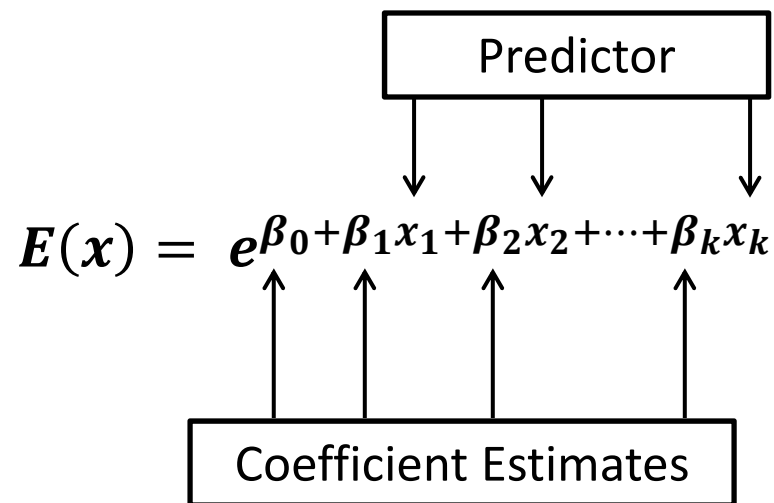 Predictor
E(x) = e^{β₀+β₁x₁+β₂x₂+⋯+βₖxₖ}
Coefficient Estimates